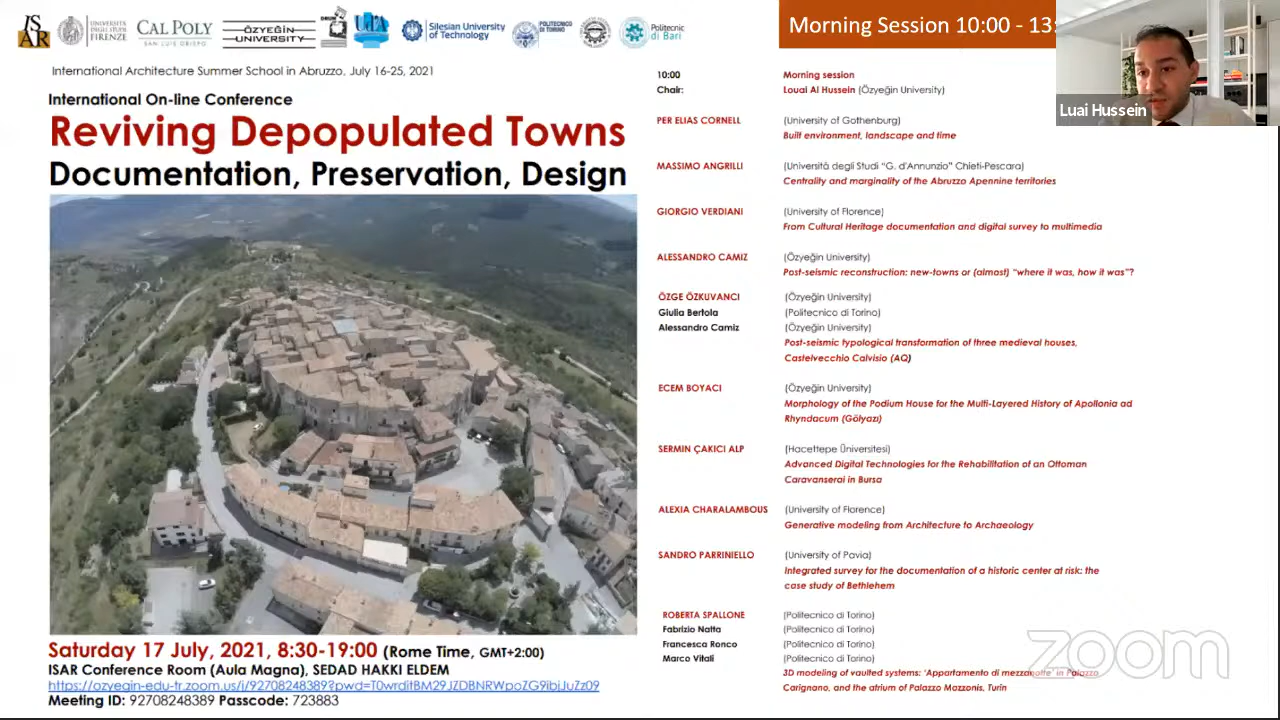 IS
AR
UNIVERSITÀ
DEGLI STUDI
FIRENZE
CAL POLY
SAN LUIS OBISPO
ÖZYEĞİN
UNIVERSITY
DRUM
Ud'A
Silesian University
of Technology
POLITECNICO
DI TORINO
Politecnico
di Bari
International Architecture Summer School in Abruzzo, July 16-25, 2021
International On-line Conference
Reviving Depopulated Towns
Documentation, Preservation, Design
Saturday 17 July, 2021, 8:30-19:00 (Rome Time, GMT+2:00)
ISAR Conference Room (Aula Magna), SEDAD HAKKI ELDEM
https://ozyegin-edu-tr.zoom.us/j/92708248389?pwd=T0wrditBM29JZDBNRWpoZG9ibjJuZz09
Meeting ID: 92708248389 Passcode: 723883
Morning Session 10:00 - 13:
Luai Hussein
10:00 Morning session
Chair: Louai Al Hussein (Özyeğin University)
PER ELIAS CORNELL (University of Gothenburg)
Built environment, landscape and time
MASSIMO ANGRILLI (Università degli Studi "G. d'Annunzio" Chieti-Pescara)
Centrality and marginality of the Abruzzo Apennine territories
GIORGIO VERDIANI (University of Florence)
From Cultural Heritage documentation and digital survey to multimedia
ALESSANDRO CAMIZ (Özyeğin University)
Post-seismic reconstruction: new-towns or (almost) "where it was, how it was"?
ÖZGE ÖZKUVANCI (Özyeğin University)
Giulia Bertola (Politecnico di Torino)
Alessandro Camiz (Özyeğin University)
Post-seismic typological transformation of three medieval houses,
Castelvecchio Calvisio (AQ)
ECEM BOYACI (Özyeğin University)
Morphology of the Podium House for the Multi-Layered History of Apollonia ad
Rhyndacum (Gölyazı)
SERMIN ÇAKICI ALP (Hacettepe Üniversitesi)
Advanced Digital Technologies for the Rehabilitation of an Ottoman
Caravanserai in Bursa
ALEXIA CHARALAMBOUS (University of Florence)
Generative modeling from Architecture to Archaeology
SANDRO PARRINIELLO (University of Pavia)
Integrated survey for the documentation of a historic center at risk: the
case study of Bethlehem
ROBERTA SPALLONE (Politecnico di Torino)
Fabrizio Natta (Politecnico di Torino)
Francesca Ronco (Politecnico di Torino)
Marco Vitali (Politecnico di Torino)
3D modeling of vaulted systems: 'Appartamento di mezzanotte' in Palazzo
Carignano, and the atrium of Palazzo Mazzonis, Turin
zoom